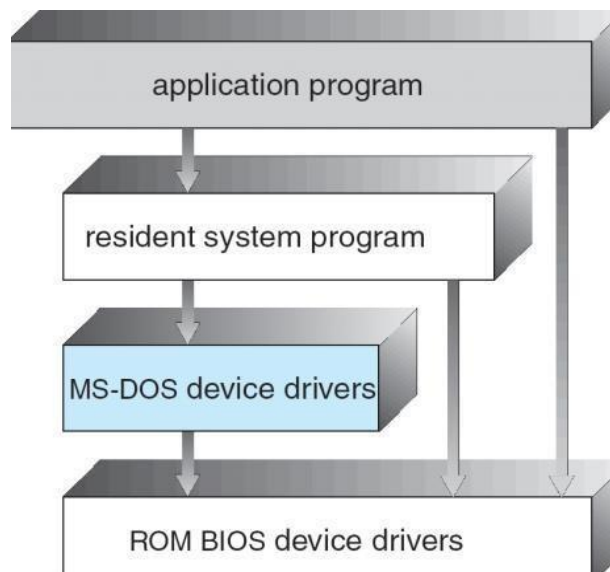 application program
resident system program
MS-DOS device drivers
ROM BIOS device drivers